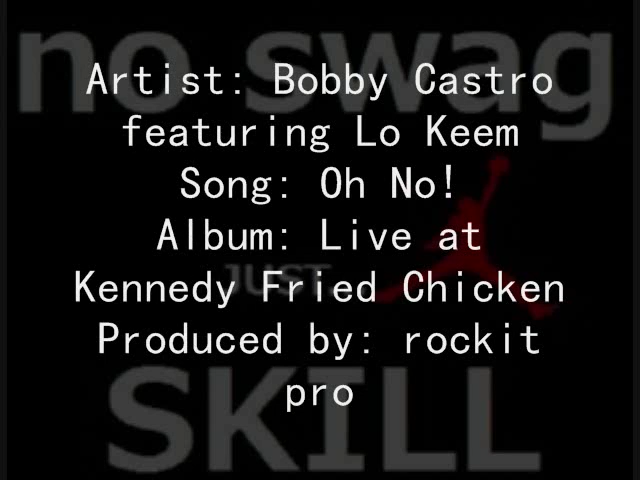 no swag
Artist: Bobby Castro
featuring Lo Keem
Song: Oh No!
Album: Live at
JUST
Kennedy Fried Chicken
Produced by: rockit
pro
SKILL